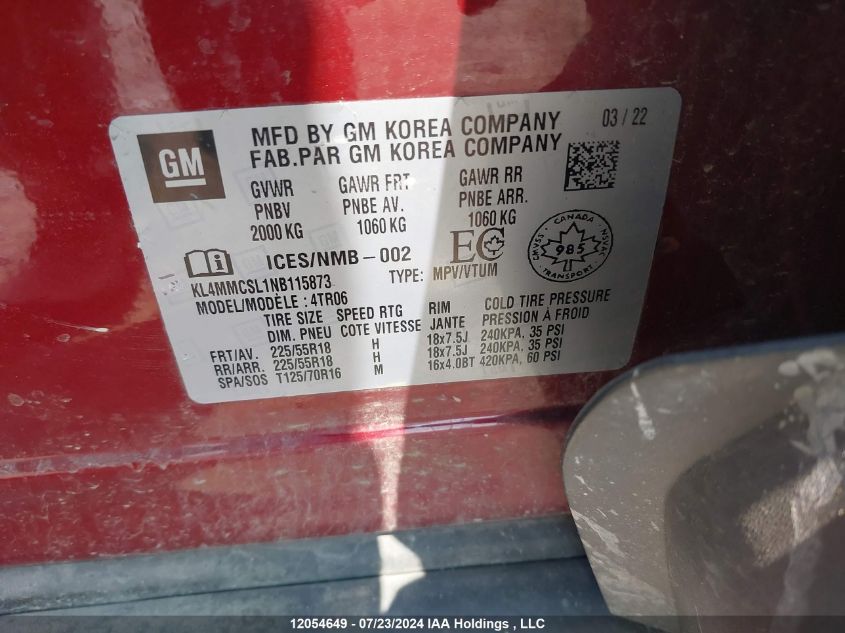 GM
MFD BY GM KOREA COMPANY 03 / 22
FAB.PAR GM KOREA COMPANY
GVWR GAWR FRT GAWR RR
PNBV PNBE AV. PNBE ARR.
2000 KG 1060 KG 1060 KG
ICES/NMB-002 EC
CANADA
CMVSS 985 NSVAC
KL4MMCSL1NB115873 TYPE: MPV/VTUM
MODEL/MODÈLE : 4TR06
TIRE SIZE SPEED RTG RIM COLD TIRE PRESSURE
DIM. PNEU COTE VITESSE JANTE PRESSION À FROID
FRT/AV. 225/55R18 H 18x7.5J 240KPA, 35 PSI
RR/ARR. 225/55R18 H 18x7.5J 240KPA, 35 PSI
SPA/SOS T125/70R16 M 16x4.0BT 420KPA, 60 PSI
12054649 - 07/23/2024 IAA Holdings , LLC